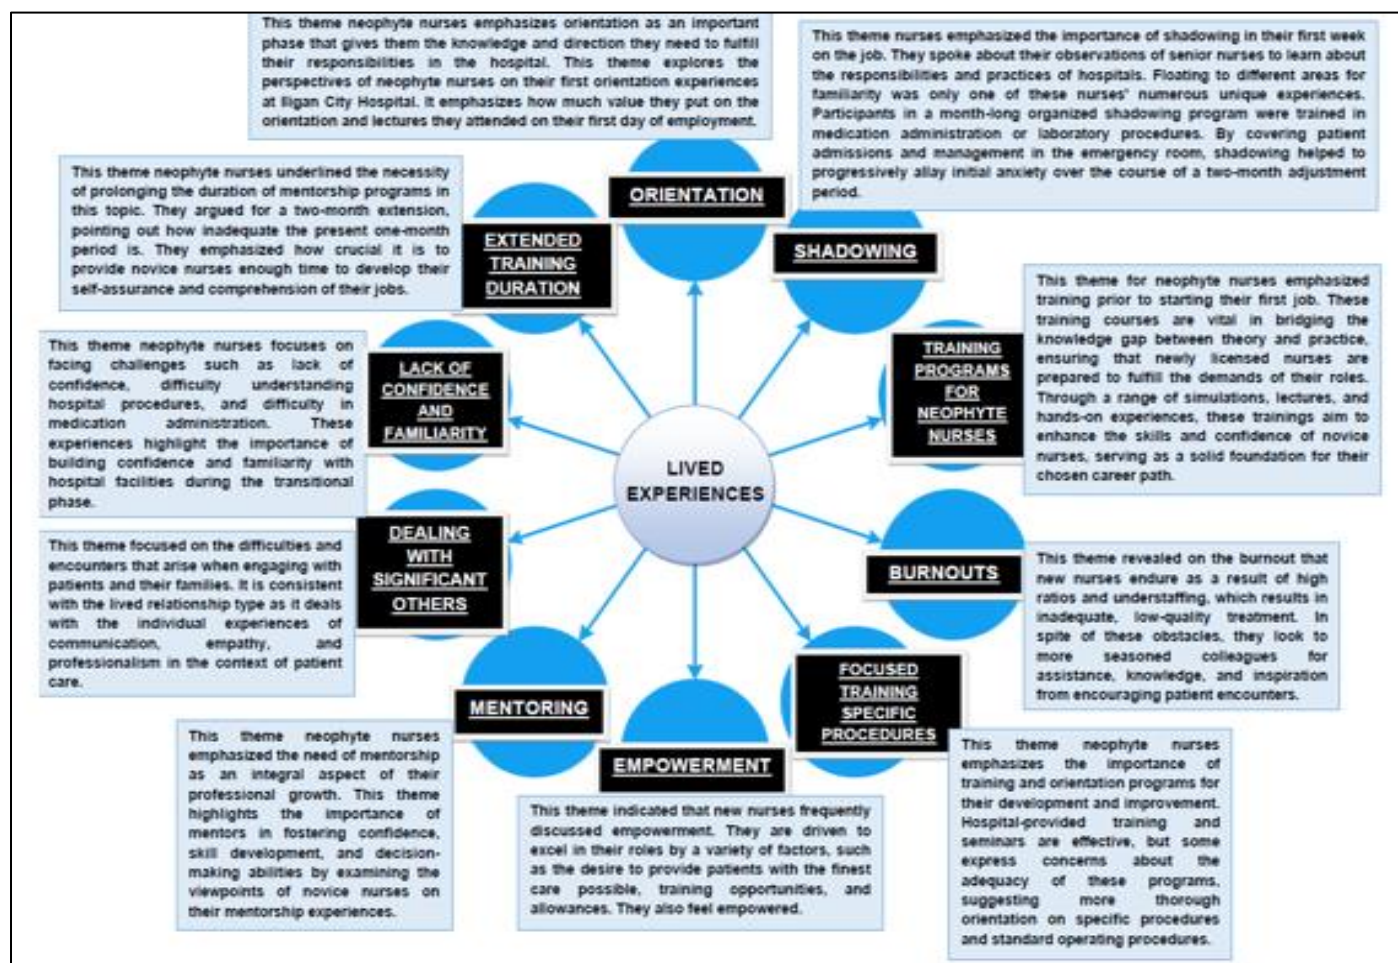 This theme neophyte nurses emphasizes orientation as an important
phase that gives them the knowledge and direction they need to fulfill
their responsibilities in the hospital. This theme explores the
perspectives of neophyte nurses on their first orientation experiences
at Iligan City Hospital. It emphasizes how much value they put on the
orientation and lectures they attended on their first day of employment.
ORIENTATION
This theme nurses emphasized the importance of shadowing in their first week
on the job. They spoke about their observations of senior nurses to learn about
the responsibilities and practices of hospitals. Floating to different areas for
familiarity was only one of these nurses' numerous unique experiences.
Participants in a month-long organized shadowing program were trained in
medication administration or laboratory procedures. By covering patient
admissions and management in the emergency room, shadowing helped to
progressively allay initial anxiety over the course of a two-month adjustment
period.
SHADOWING
This theme for neophyte nurses emphasized
training prior to starting their first job. These
training courses are vital in bridging the
knowledge gap between theory and practice,
ensuring that newly licensed nurses are
prepared to fulfill the demands of their roles.
Through a range of simulations, lectures, and
hands-on experiences, these trainings aim to
enhance the skills and confidence of novice
nurses, serving as a solid foundation for their
chosen career path.
TRAINING
PROGRAMS
FOR
NEOPHYTE
NURSES
This theme revealed on the burnout that
new nurses endure as a result of high
ratios and understaffing, which results in
inadequate, low-quality treatment. In
spite of these obstacles, they look to
more seasoned colleagues for
assistance, knowledge, and inspiration
from encouraging patient encounters.
BURNOUTS
FOCUSED
TRAINING
SPECIFIC
PROCEDURES
This theme neophyte nurses
emphasizes the importance of
training and orientation programs for
their development and improvement.
Hospital-provided training and
seminars are effective, but some
express concerns about the
adequacy of these programs,
suggesting more thorough
orientation on specific procedures
and standard operating procedures.
EMPOWERMENT
This theme indicated that new nurses frequently
discussed empowerment. They are driven to
excel in their roles by a variety of factors, such
as the desire to provide patients with the finest
care possible, training opportunities, and
allowances. They also feel empowered.
MENTORING
This theme neophyte nurses
emphasized the need of mentorship
as an integral aspect of their
professional growth. This theme
highlights the importance of
mentors in fostering confidence,
skill development, and decision-
making abilities by examining the
viewpoints of novice nurses on
their mentorship experiences.
DEALING
WITH
SIGNIFICANT
OTHERS
This theme focused on the difficulties and
encounters that arise when engaging with
patients and their families. It is consistent
with the lived relationship type as it deals
with the individual experiences of
communication, empathy, and
professionalism in the context of patient
care.
LACK OF
CONFIDENCE
AND
FAMILIARITY
This theme neophyte nurses focuses on
facing challenges such as lack of
confidence, difficulty understanding
hospital procedures, and difficulty in
medication administration. These
experiences highlight the importance of
building confidence and familiarity with
hospital facilities during the transitional
phase.
EXTENDED
TRAINING
DURATION
This theme neophyte nurses underlined the necessity
of prolonging the duration of mentorship programs in
this topic. They argued for a two-month extension,
pointing out how inadequate the present one-month
period is. They emphasized how crucial it is to
provide novice nurses enough time to develop their
self-assurance and comprehension of their jobs.
LIVED
EXPERIENCES